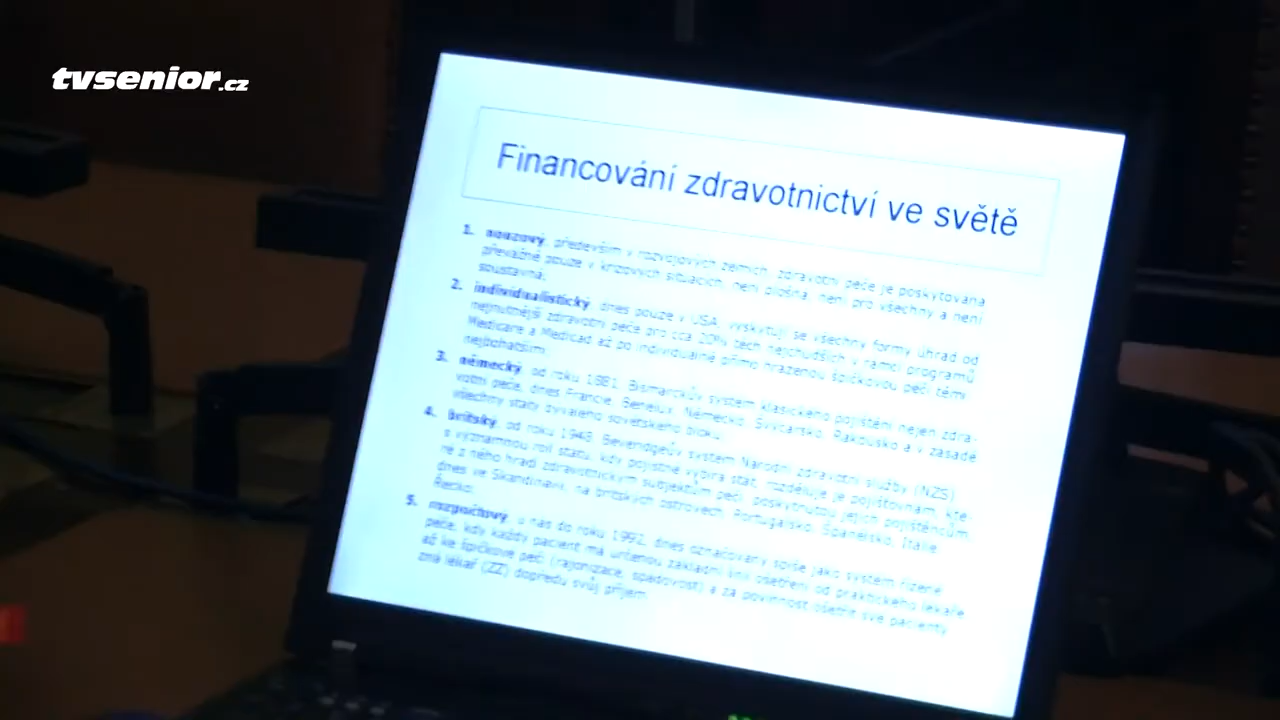 tvsenior.cz
Financování zdravotnictví ve světě
1. nouzový, především v rozvojových zemích, zdravotní péče je poskytována
převážně pouze v krizových situacích, není plošná, není pro všechny a není
soustavná;
2. individualistický, dnes pouze v USA, vyskytují se všechny formy úhrad od
nejnutnější zdravotní péče pro cca 20% těch nejchudších v rámci programů
Medicare a Medicad až po individuálně přímo hrazenou špičkovou péči těmi
nejbohatšími;
3. německý, od roku 1881, Bismarckův systém klasického pojištění nejen zdra-
votní péče, dnes Francie, Benelux, Německo, Švýcarsko, Rakousko a v zásadě
všechny státy bývalého sovětského bloku;
4. britský, od roku 1948, Bevendgeův systém Národní zdravotní služby (NZS)
s významnou rolí státu, kdy pojistné vybírá stát, rozděluje je pojišťovnám, kte-
ré z něho hradí zdravotnickým subjektům péči poskytnutou jejich pojištěncům,
dnes ve Skandinávii, na britských ostrovech, Portugalsko, Španělsko, Itálie,
Řecko;
5. rozpočtový, u nás do roku 1992, dnes označovaný spíše jako systém řízené
péče, kdy každý pacient má určenou základní linii ošetření od praktického lékaře
až ke špičkové péči (rajonizace, spádovost) a za povinnost ošetřit své pacienty
zná lékař (ZZ) dopředu svůj příjem